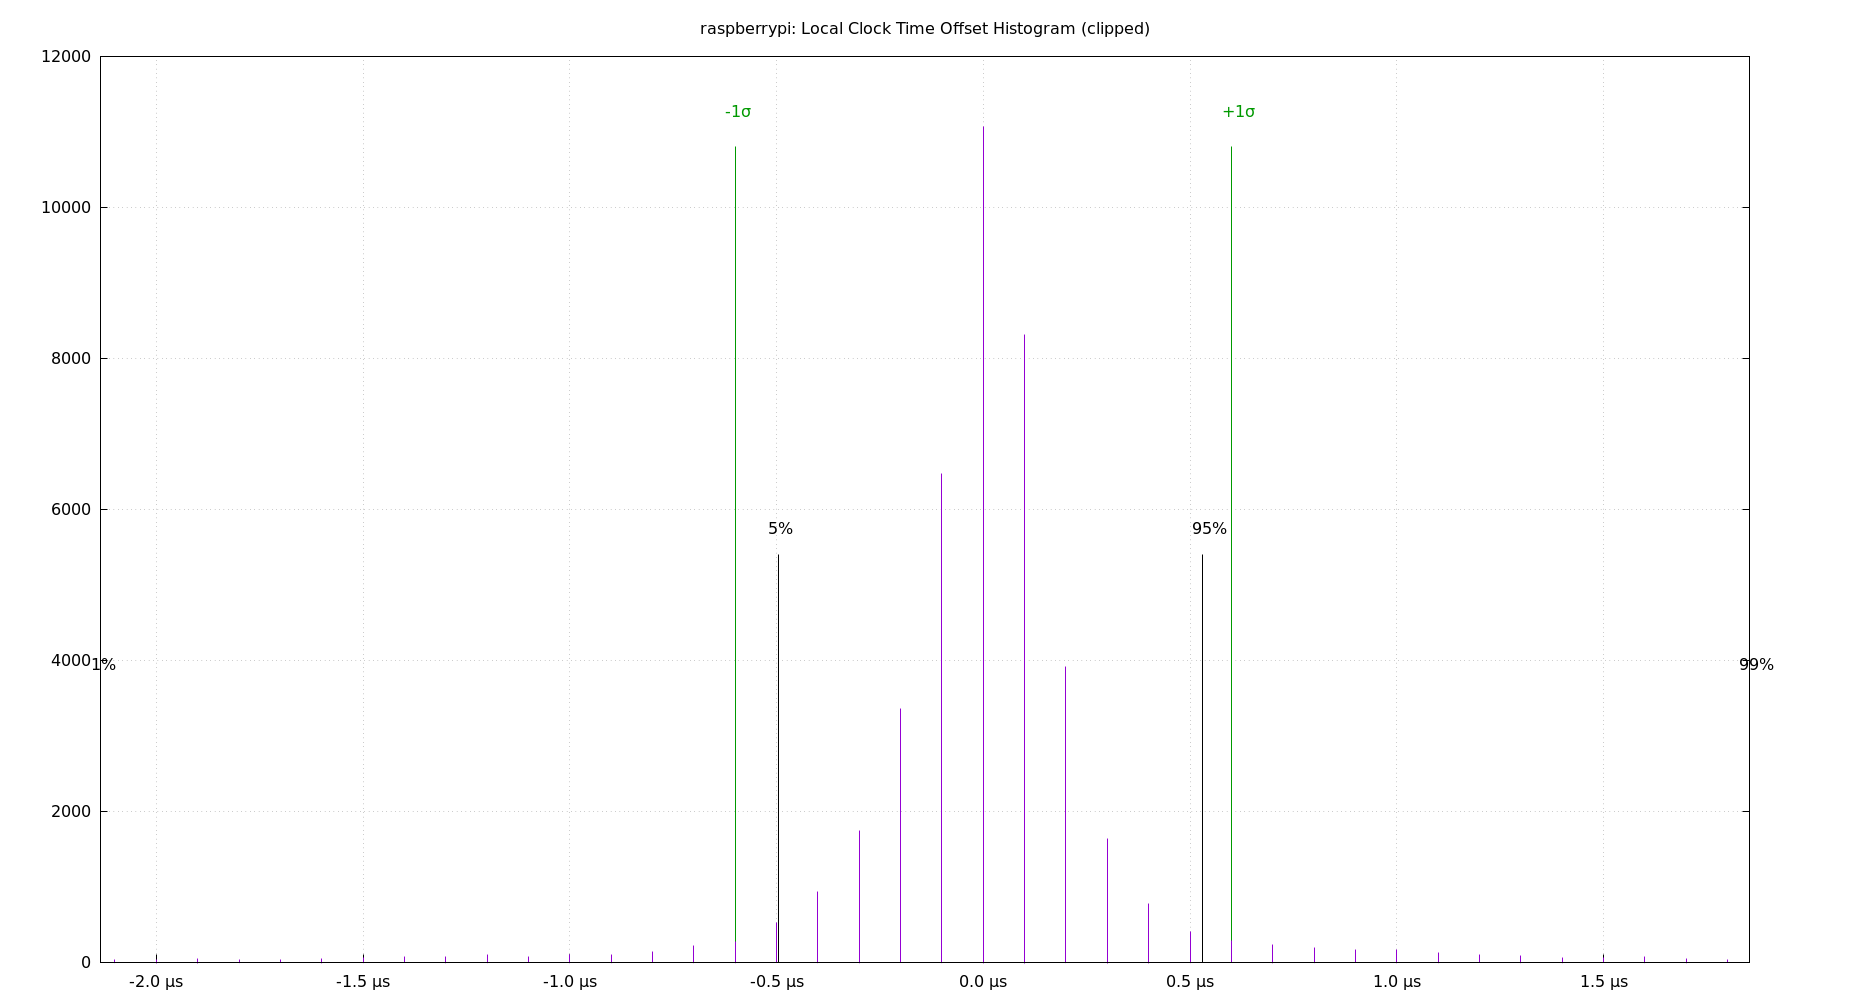 raspberrypi: Local Clock Time Offset Histogram (clipped)
12000
-1σ
+1σ
10000
8000
6000
5%
95%
4000
1%
99%
2000
0
-2.0 µs
-1.5 µs
-1.0 µs
-0.5 µs
0.0 µs
0.5 µs
1.0 µs
1.5 µs